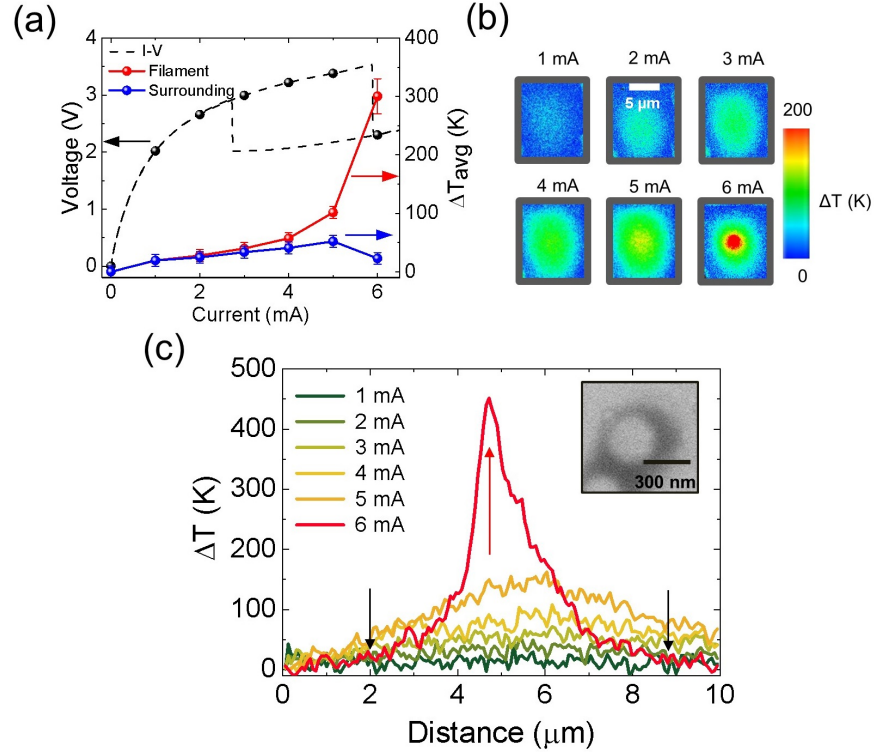 (a)
4
3
2
1
0
Voltage (V)
I-V
Filament
Surrounding
400
300
200
100
0
ΔTavg (K)
0 2 4 6
Current (mA)
(b)
1 mA 2 mA 3 mA
5 µm
4 mA 5 mA 6 mA
200
ΔT (K)
0
(c)
500
400
300
200
100
0
ΔT (K)
1 mA
2 mA
3 mA
4 mA
5 mA
6 mA
300 nm
0 2 4 6 8 10
Distance (µm)